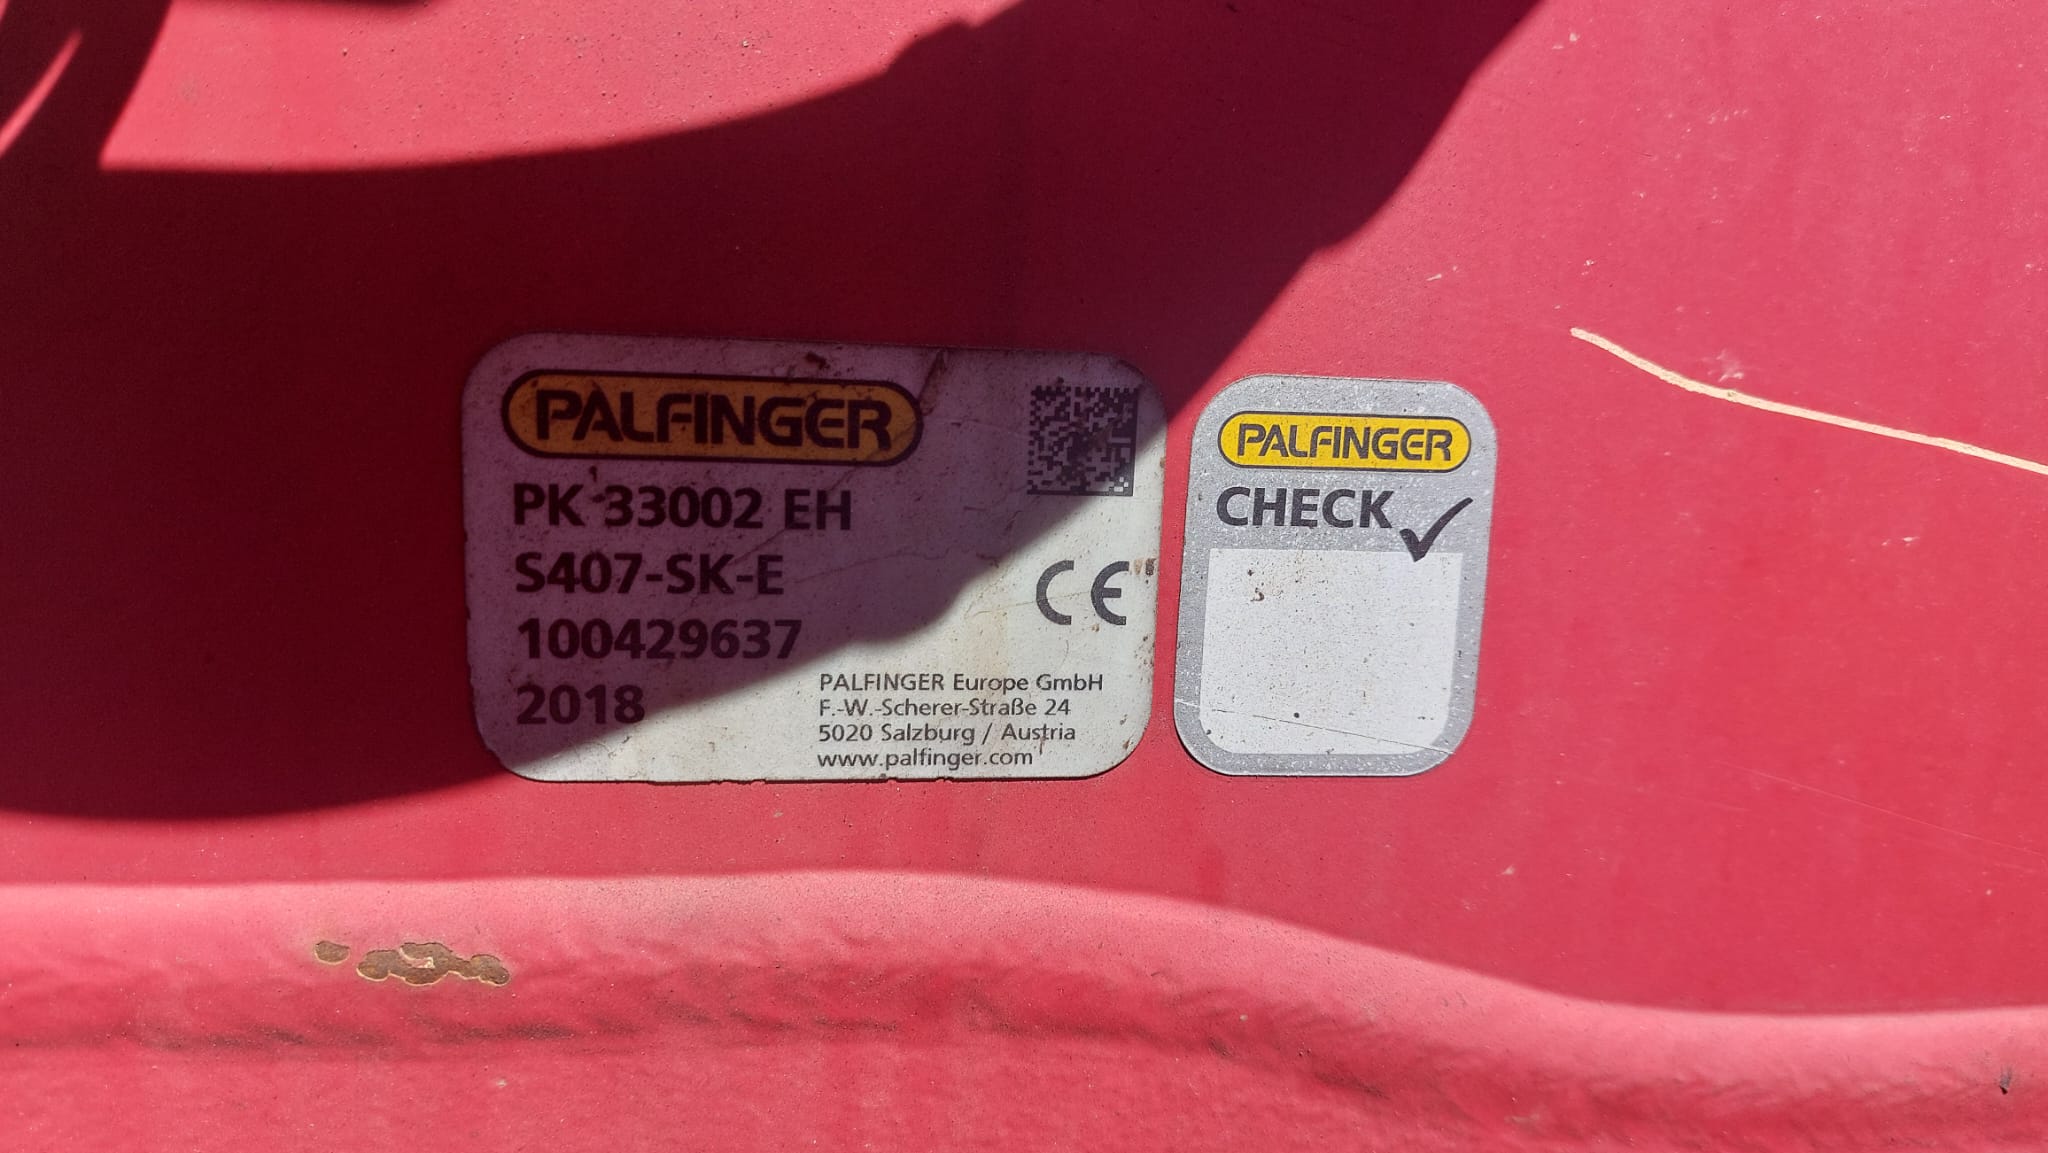 PALFINGER
PK 33002 EH
S407-SK-E
100429637
2018
CE
PALFINGER Europe GmbH
F.-W.-Scherer-Straße 24
5020 Salzburg / Austria
www.palfinger.com
PALFINGER
CHECK